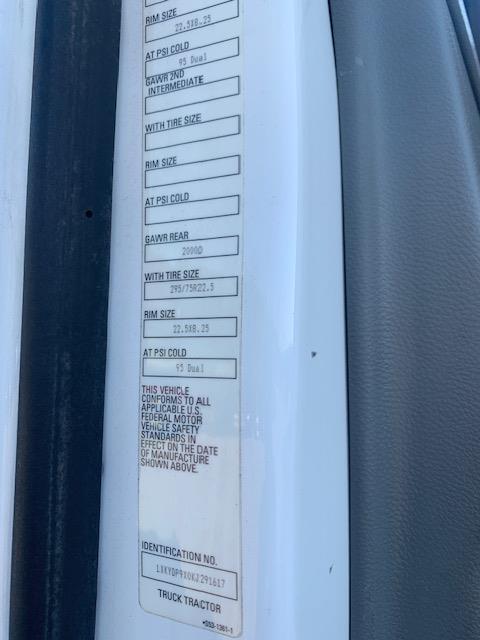 RIM SIZE
22.5X8.25
AT PSI COLD
95 Dual
GAWR 2ND
INTERMEDIATE
WITH TIRE SIZE
RIM SIZE
AT PSI COLD
GAWR REAR
20000
WITH TIRE SIZE
295/75R22.5
RIM SIZE
22.5X8.25
AT PSI COLD
95 Dual
THIS VEHICLE
CONFORMS TO ALL
APPLICABLE U.S.
FEDERAL MOTOR
VEHICLE SAFETY
STANDARDS IN
EFFECT ON THE DATE
OF MANUFACTURE
SHOWN ABOVE.
IDENTIFICATION NO.
1XKYDP9X0KJ291617
TRUCK TRACTOR